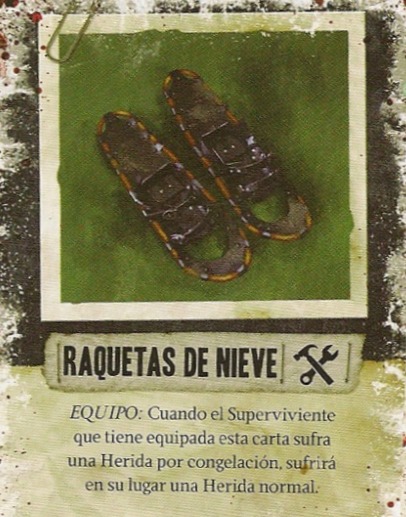 RAQUETAS DE NIEVE
EQUIPO: Cuando el Superviviente
que tiene equipada esta carta sufra
una Herida por congelación, sufrirá
en su lugar una Herida normal.